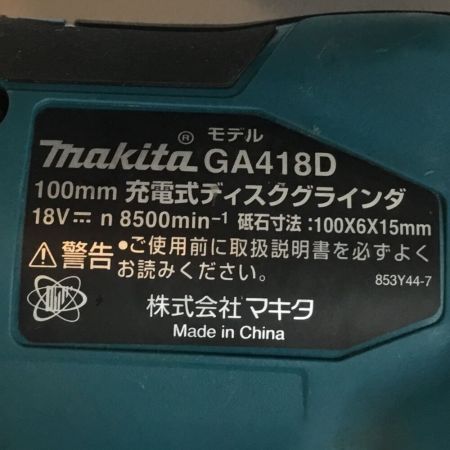 モデル
makita® GA418D
100mm 充電式ディスクグラインダ
18V⎓ n 8500min⁻¹ 砥石寸法:100X6X15mm
⚠警告 ●ご使用前に取扱説明書を必ずよく
お読みください。
853Y44-7
株式会社マキタ
Made in China